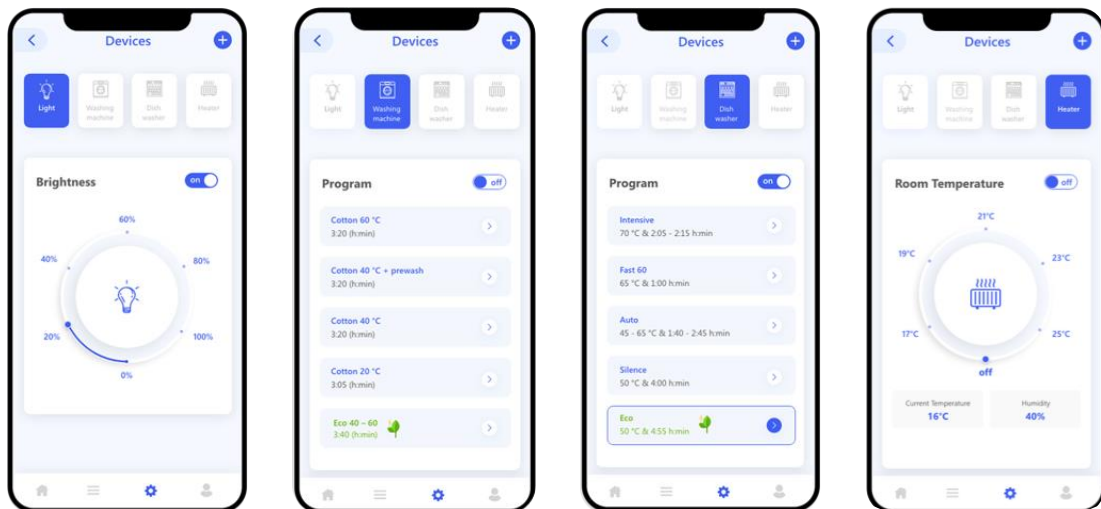 Devices
Light
Washing
machine
Dish
washer
Heater
Brightness
on
60%
40%
80%
20%
100%
0%
Devices
Light
Washing
machine
Dish
washer
Heater
Program
off
Cotton 60 °C
3:20 (h:min)
Cotton 40 °C + prewash
3:20 (h:min)
Cotton 40 °C
3:20 (h:min)
Cotton 20 °C
3:05 (h:min)
Eco 40 – 60
3:40 (h:min)
Devices
Light
Washing
machine
Dish
washer
Heater
Program
on
Intensive
70 °C & 2:05 - 2:15 h:min
Fast 60
65 °C & 1:00 h:min
Auto
45 - 65 °C & 1:40 - 2:45 h:min
Silence
50 °C & 4:00 h:min
Eco
50 °C & 4:55 h:min
Devices
Light
Washing
machine
Dish
washer
Heater
Room Temperature
off
21°C
19°C
23°C
17°C
25°C
off
Current Temperature
16°C
Humidity
40%